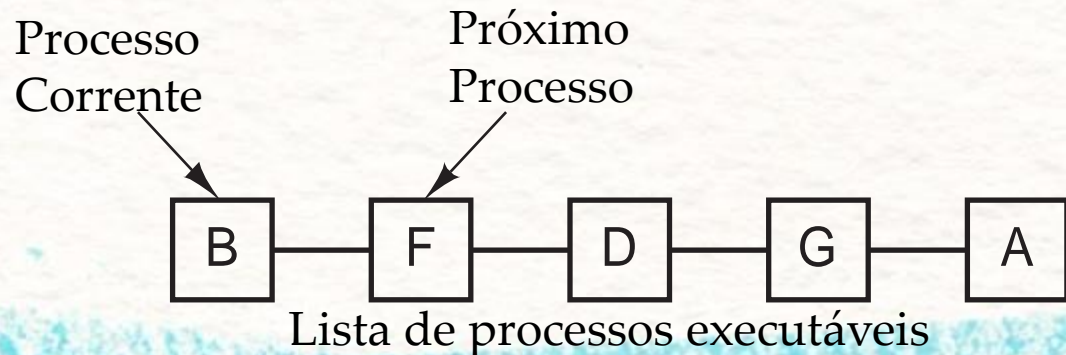 Processo
Corrente
Próximo
Processo
B F D G A
Lista de processos executáveis